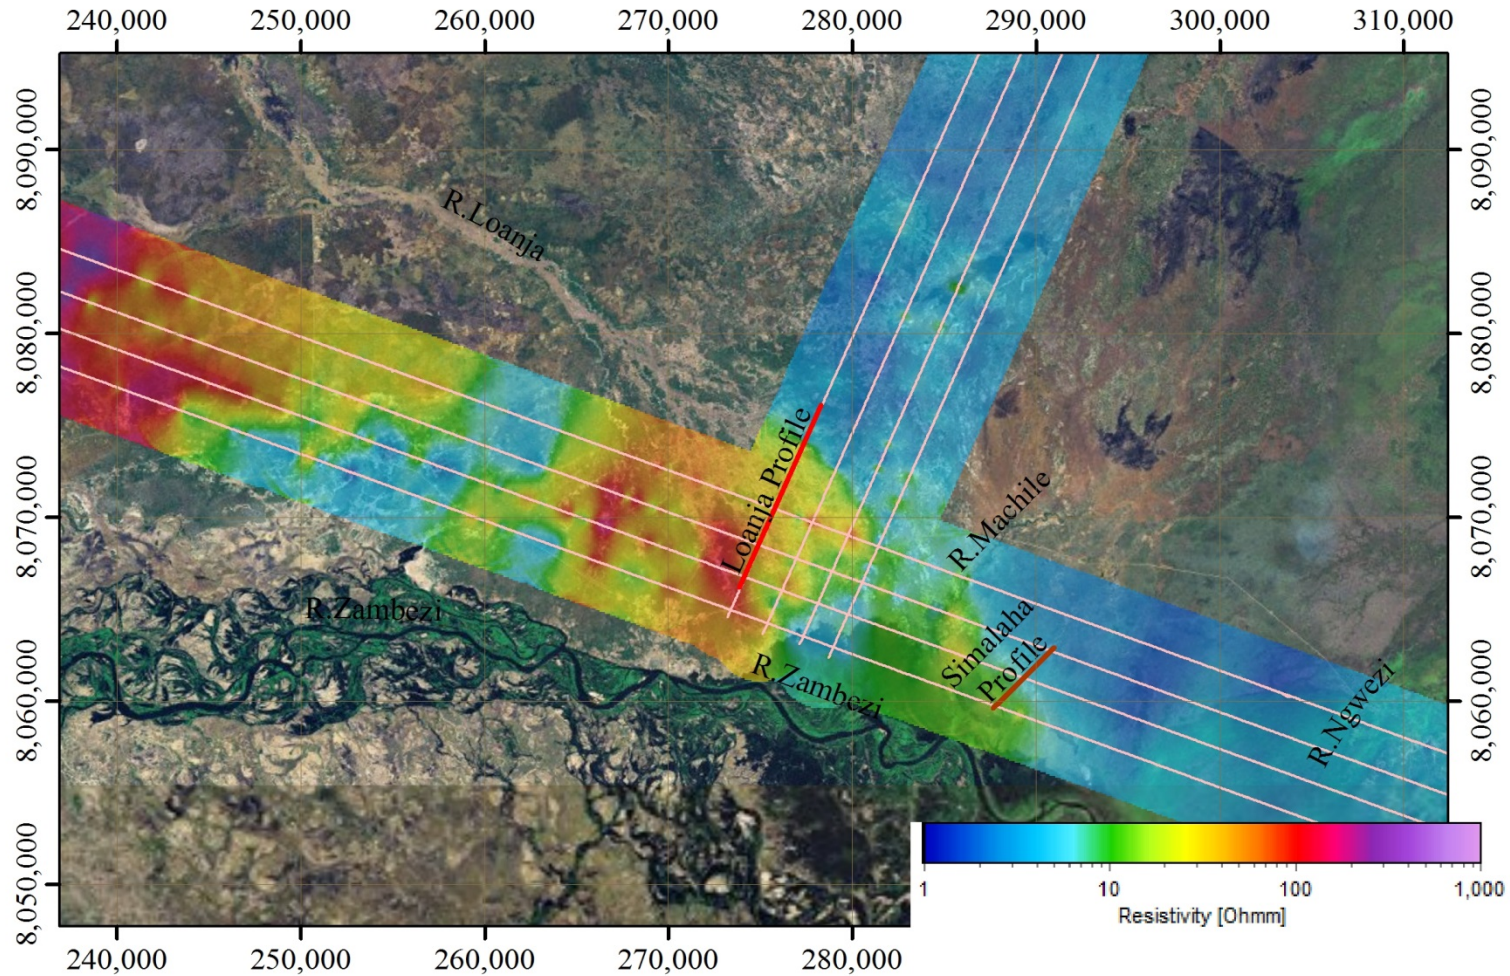 240,000 250,000 260,000 270,000 280,000 290,000 300,000 310,000
8,090,000
8,090,000
R.Loanja
8,080,000
8,080,000
Loanja Profile
8,070,000
8,070,000
R.Machile
R.Zambezi
Simalaha
Profile
R.Zambezi
R.Ngwezi
8,060,000
8,060,000
8,050,000
8,050,000
1 10 100 1,000
Resistivity [Ohmm]
240,000 250,000 260,000 270,000 280,000